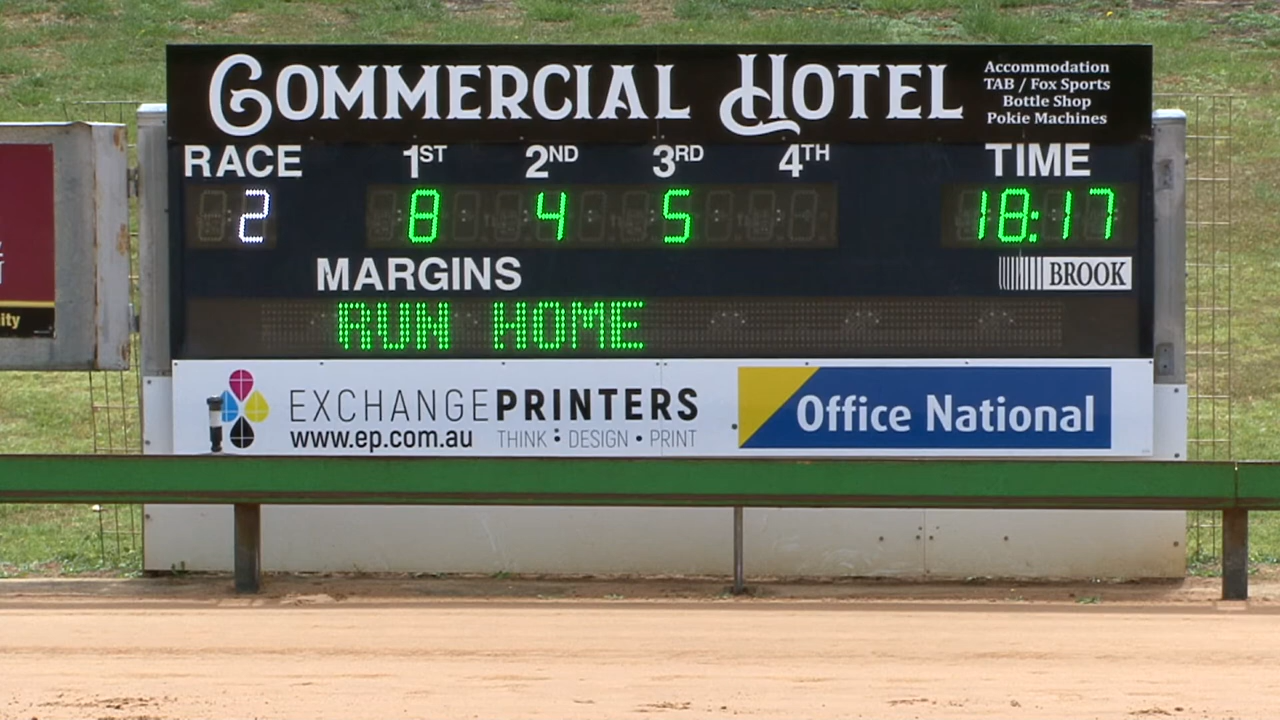 COMMERCIAL HOTEL
Accommodation
TAB / Fox Sports
Bottle Shop
Pokie Machines
RACE 1ST 2ND 3RD 4TH TIME
2 8 4 5 18:17
MARGINS
BROOK
RUN HOME
EXCHANGEPRINTERS
www.ep.com.au THINK : DESIGN • PRINT
Office National
ity